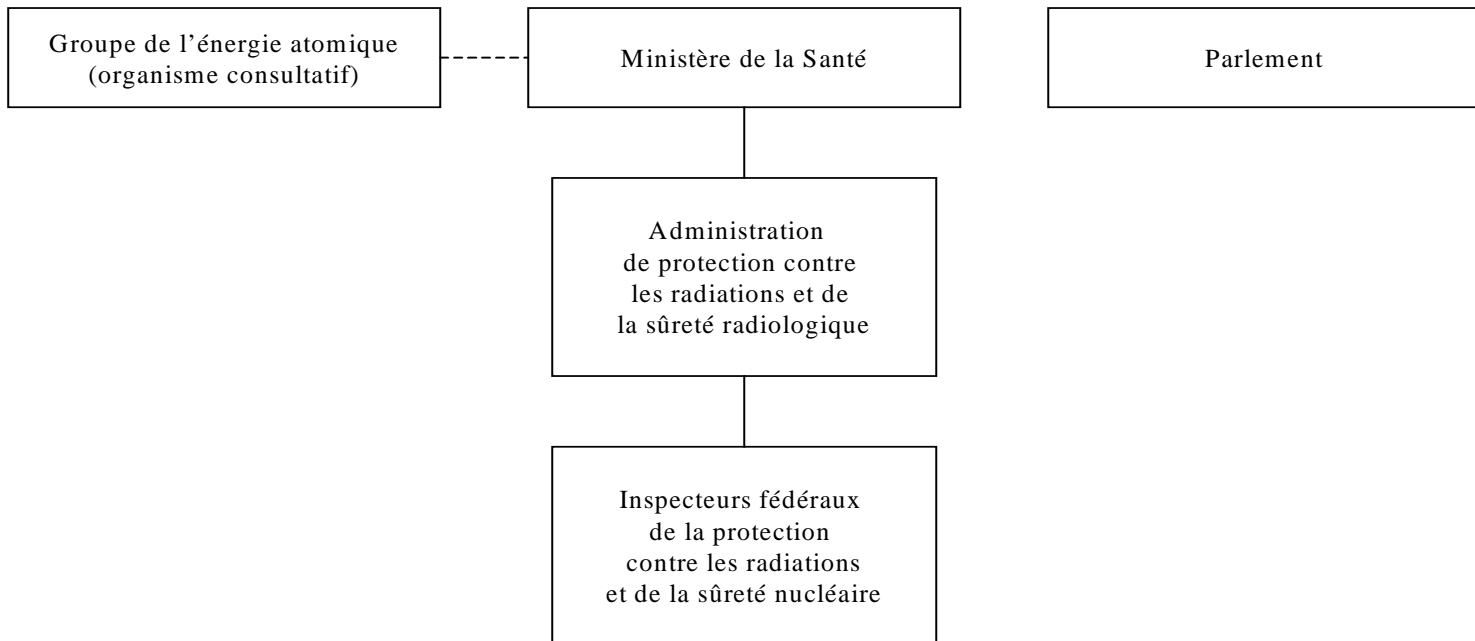 Groupe de l’énergie atomique
(organisme consultatif)
Ministère de la Santé
Parlement
Administration
de protection contre
les radiations et de
la sûreté radiologique
Inspecteurs fédéraux
de la protection
contre les radiations
et de la sûreté nucléaire